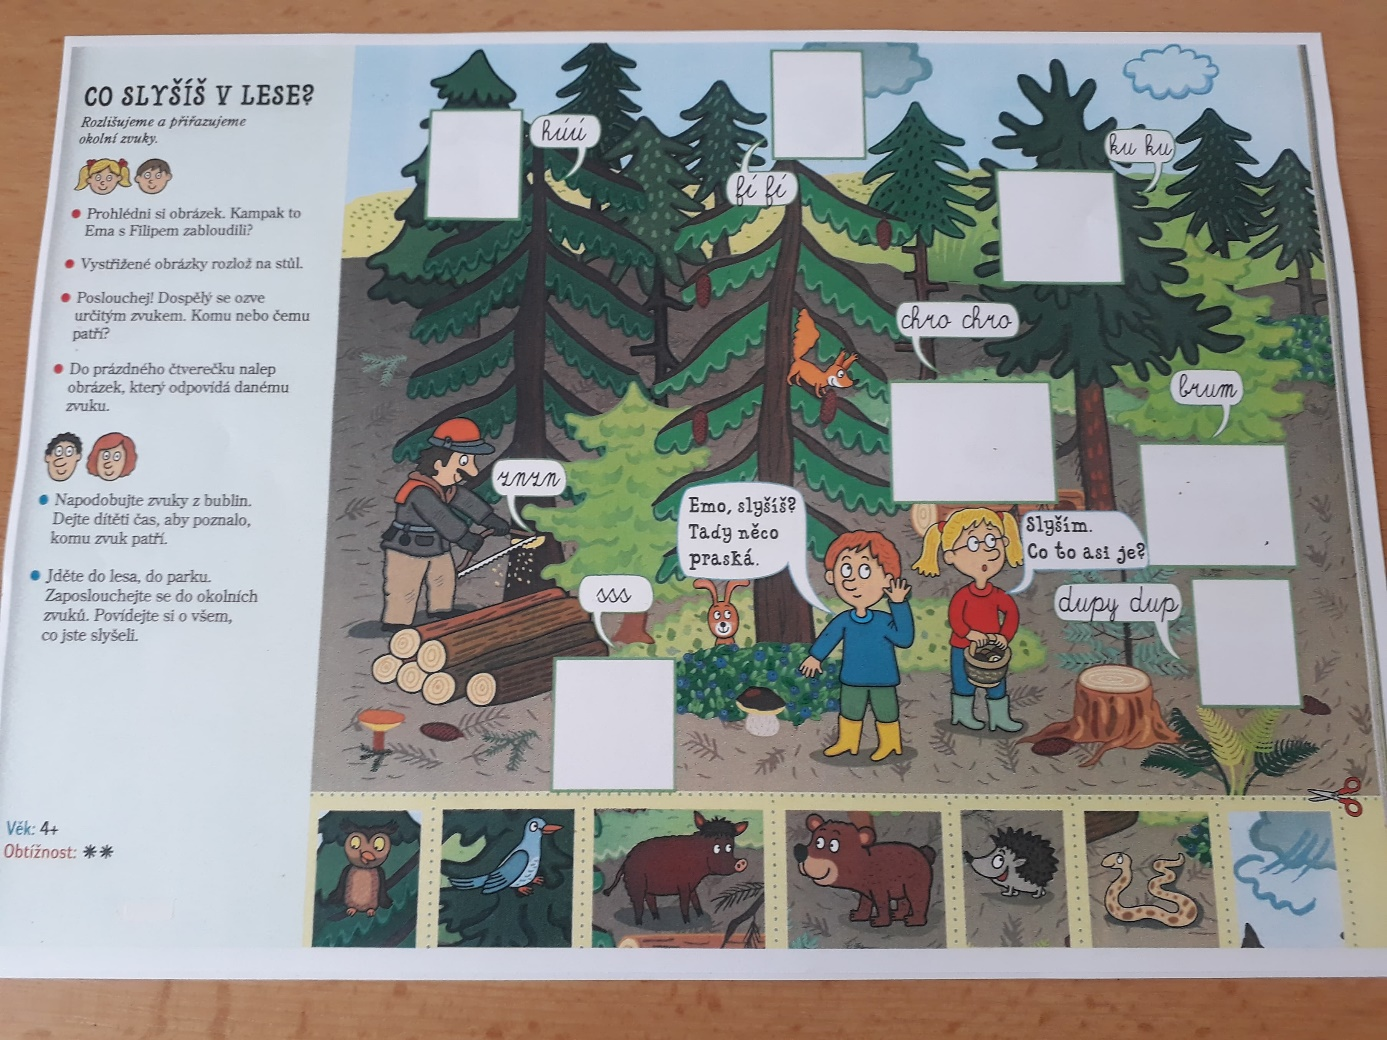 CO SLYŠÍŠ V LESE?
Rozlišujeme a přiřazujeme
okolní zvuky.
Prohlédni si obrázek. Kampak to
Ema s Filipem zabloudili?
Vystřižené obrázky rozlož na stůl.
Poslouchej! Dospělý se ozve
určitým zvukem. Komu nebo čemu
patří?
Do prázdného čtverečku nalep
obrázek, který odpovídá danému
zvuku.
Napodobujte zvuky z bublin.
Dejte dítěti čas, aby poznalo,
komu zvuk patří.
Jděte do lesa, do parku.
Zaposlouchejte se do okolních
zvuků. Povídejte si o všem,
co jste slyšeli.
Věk: 4+
Obtížnost: **
húú
fí fí
ku ku
chro chro
brum
znzn
Emo, slyšíš?
Tady něco
praská.
Slyším.
Co to asi je?
sss
dupy dup